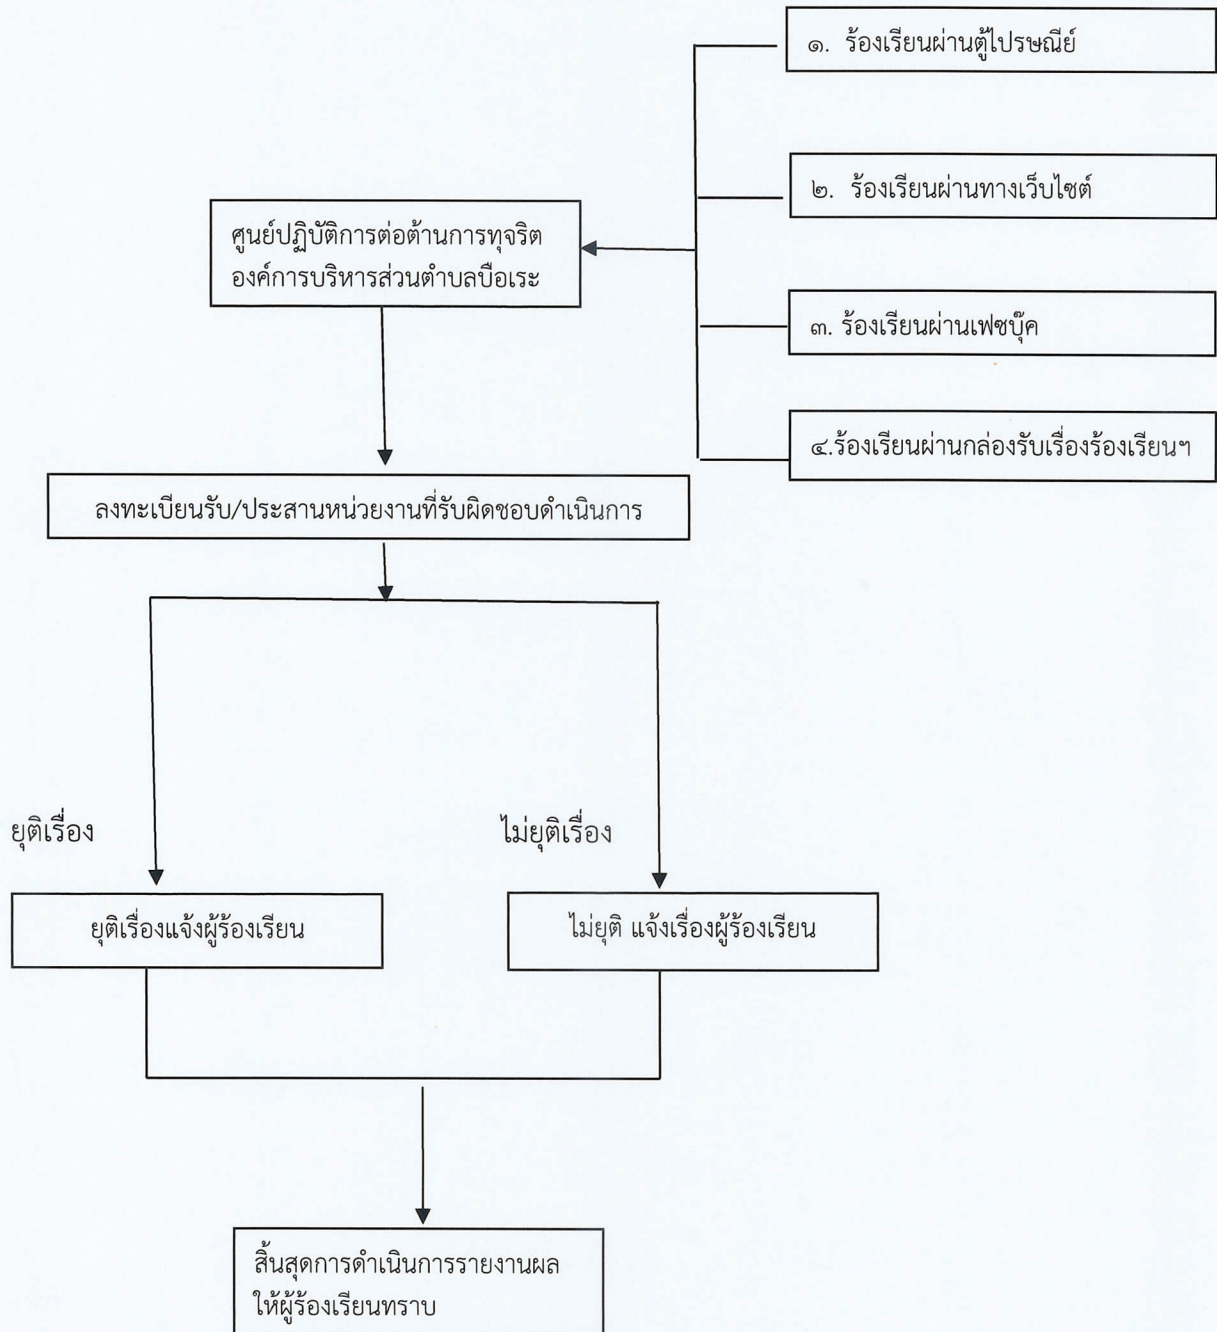 ๑. ร้องเรียนผ่านตู้ไปรษณีย์
๒. ร้องเรียนผ่านทางเว็บไซต์
ศูนย์ปฏิบัติการต่อต้านการทุจริต
องค์การบริหารส่วนตำบลบือเระ
๓. ร้องเรียนผ่านเฟซบุ๊ค
๔.ร้องเรียนผ่านกล่องรับเรื่องร้องเรียนฯ
ลงทะเบียนรับ/ประสานหน่วยงานที่รับผิดชอบดำเนินการ
ยุติเรื่อง
ไม่ยุติเรื่อง
ยุติเรื่องแจ้งผู้ร้องเรียน
ไม่ยุติ แจ้งเรื่องผู้ร้องเรียน
สิ้นสุดการดำเนินการรายงานผล
ให้ผู้ร้องเรียนทราบ